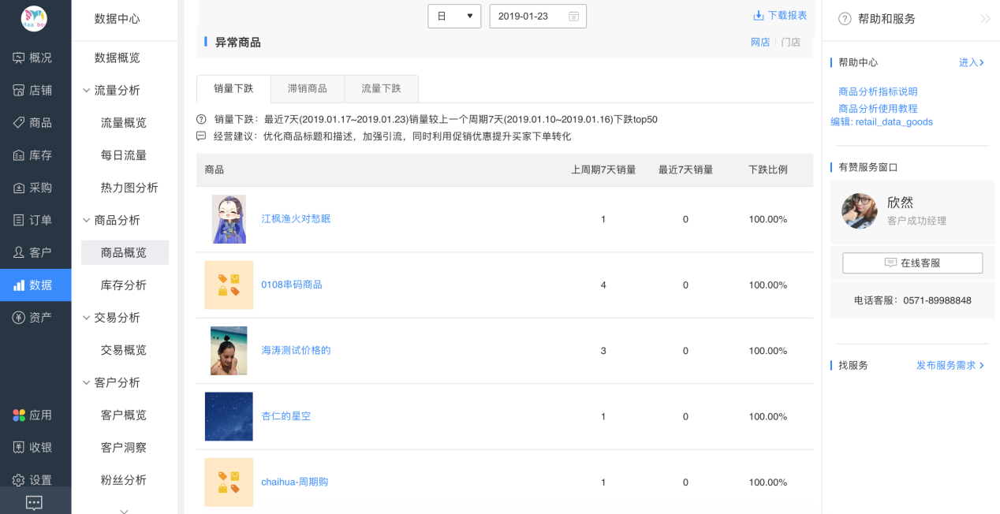 概况
店铺
商品
库存
采购
订单
客户
数据
资产
应用
收银
设置
数据中心
数据概览
流量分析
流量概览
每日流量
热力图分析
商品分析
商品概览
库存分析
交易分析
交易概览
客户分析
客户概览
客户洞察
粉丝分析
日
2019-01-23
下载报表
异常商品
网店 门店
销量下跌 滞销商品 流量下跌
销量下跌：最近7天(2019.01.17~2019.01.23)销量较上一个周期7天(2019.01.10~2019.01.16)下跌top50
经营建议：优化商品标题和描述，加强引流，同时利用促销优惠提升买家下单转化
商品 上周期7天销量 最近7天销量 下跌比例
江枫渔火对愁眠 1 0 100.00%
0108串码商品 4 0 100.00%
海涛测试价格的 3 0 100.00%
杏仁的星空 1 0 100.00%
chaihua-周期购 1 0 100.00%
帮助和服务
帮助中心 进入
商品分析指标说明
商品分析使用教程
编辑: retail_data_goods
有赞服务窗口
欣然
客户成功经理
在线客服
电话客服：0571-89988848
找服务 发布服务需求